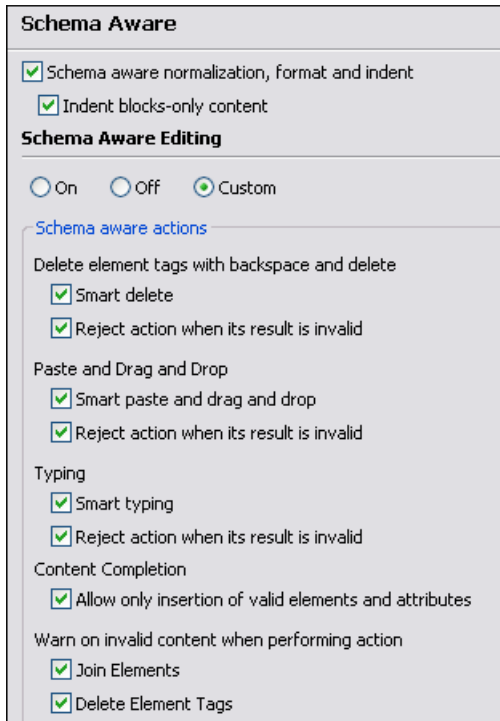 Schema Aware
Schema aware normalization, format and indent
Indent blocks-only content
Schema Aware Editing
On Off Custom
Schema aware actions
Delete element tags with backspace and delete
Smart delete
Reject action when its result is invalid
Paste and Drag and Drop
Smart paste and drag and drop
Reject action when its result is invalid
Typing
Smart typing
Reject action when its result is invalid
Content Completion
Allow only insertion of valid elements and attributes
Warn on invalid content when performing action
Join Elements
Delete Element Tags